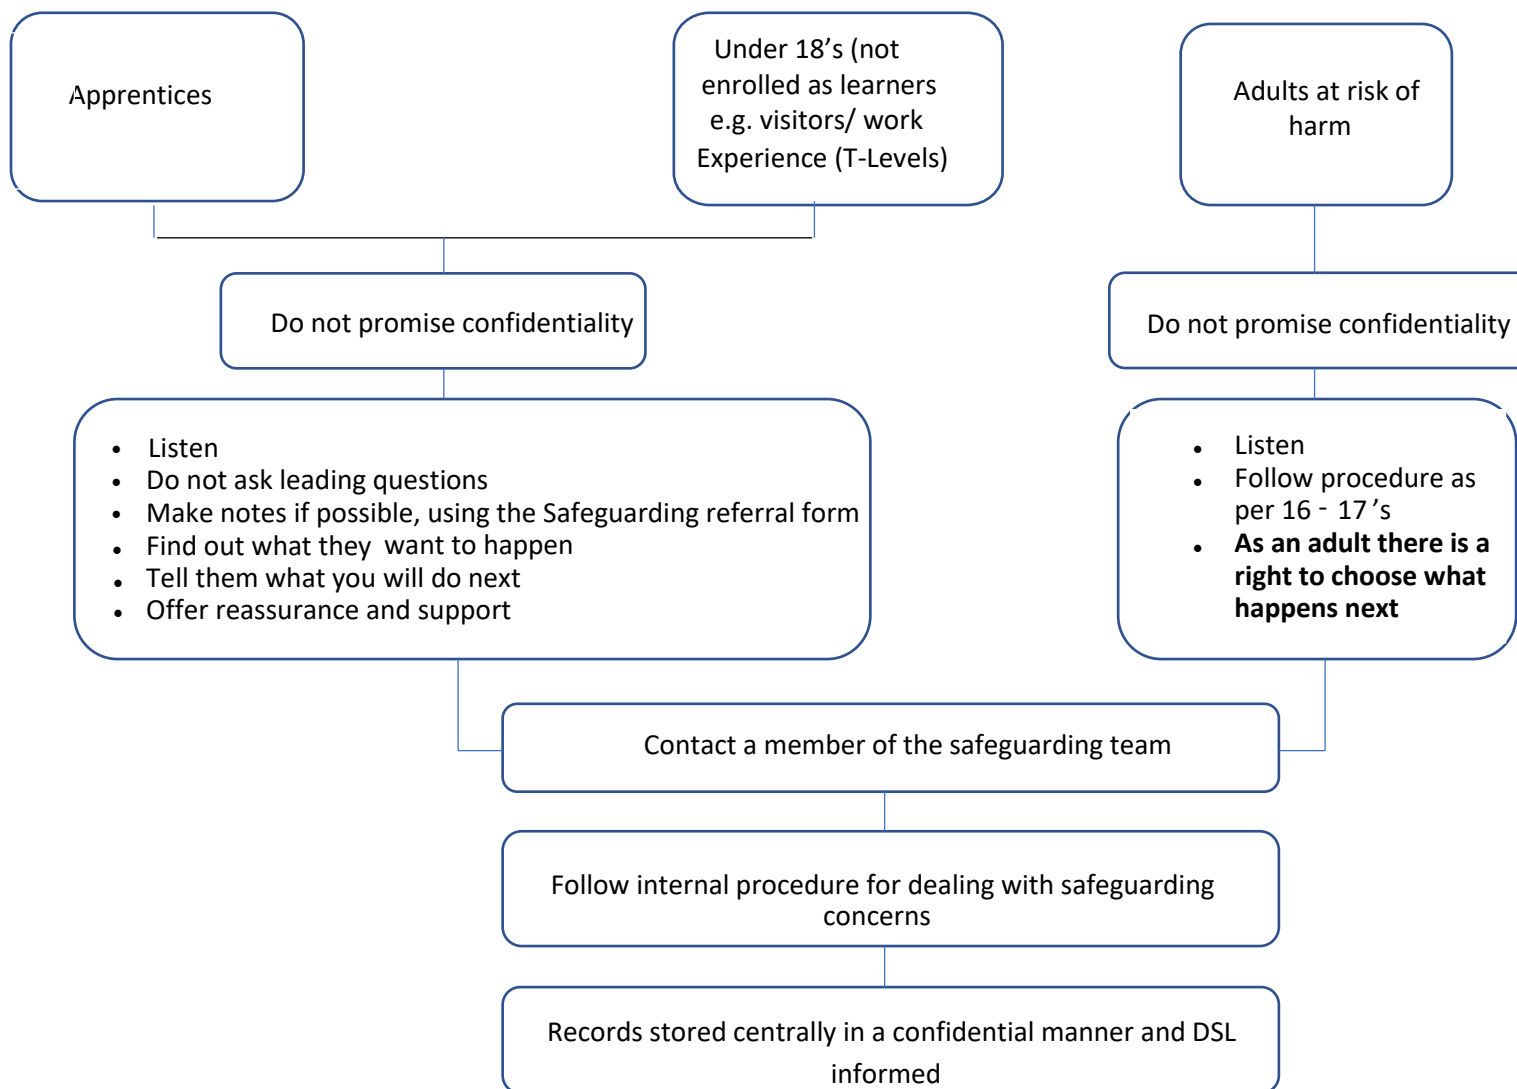 Apprentices
Under 18’s (not
enrolled as learners
e.g. visitors/ work
Experience (T-Levels)
Adults at risk of
harm
Do not promise confidentiality
Do not promise confidentiality
• Listen
• Do not ask leading questions
• Make notes if possible, using the Safeguarding referral form
• Find out what they want to happen
• Tell them what you will do next
• Offer reassurance and support
• Listen
• Follow procedure as
per 16 - 17’s
• As an adult there is a
right to choose what
happens next
Contact a member of the safeguarding team
Follow internal procedure for dealing with safeguarding
concerns
Records stored centrally in a confidential manner and DSL
informed